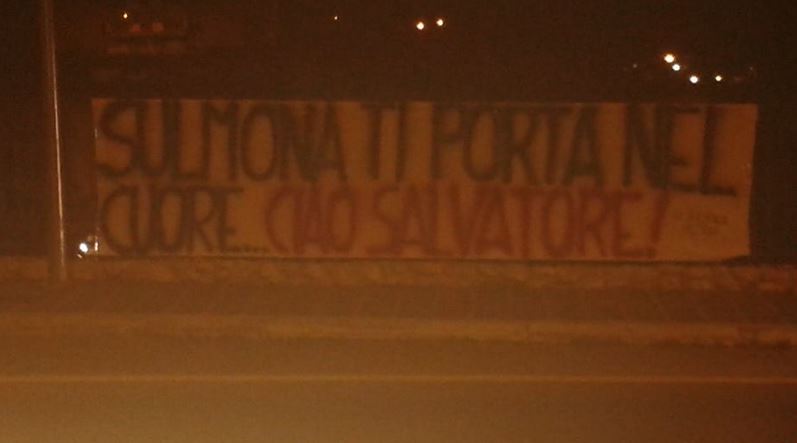 SULMONA TI PORTA NEL
CUORE.... CIAO SALVATORE!